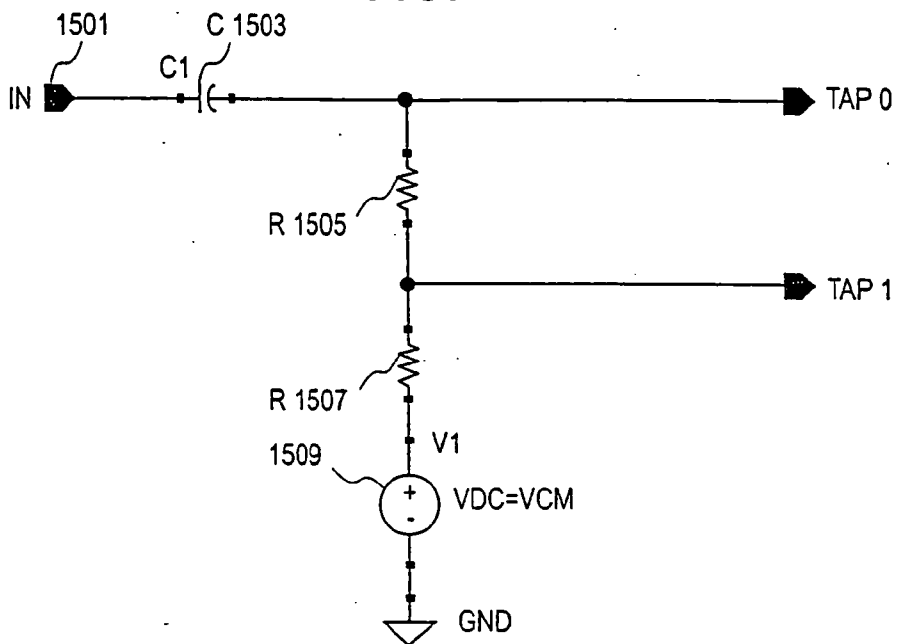 1501
C 1503
C1
IN
TAP 0
R 1505
TAP 1
R 1507
V1
1509
+
VDC=VCM
-
GND